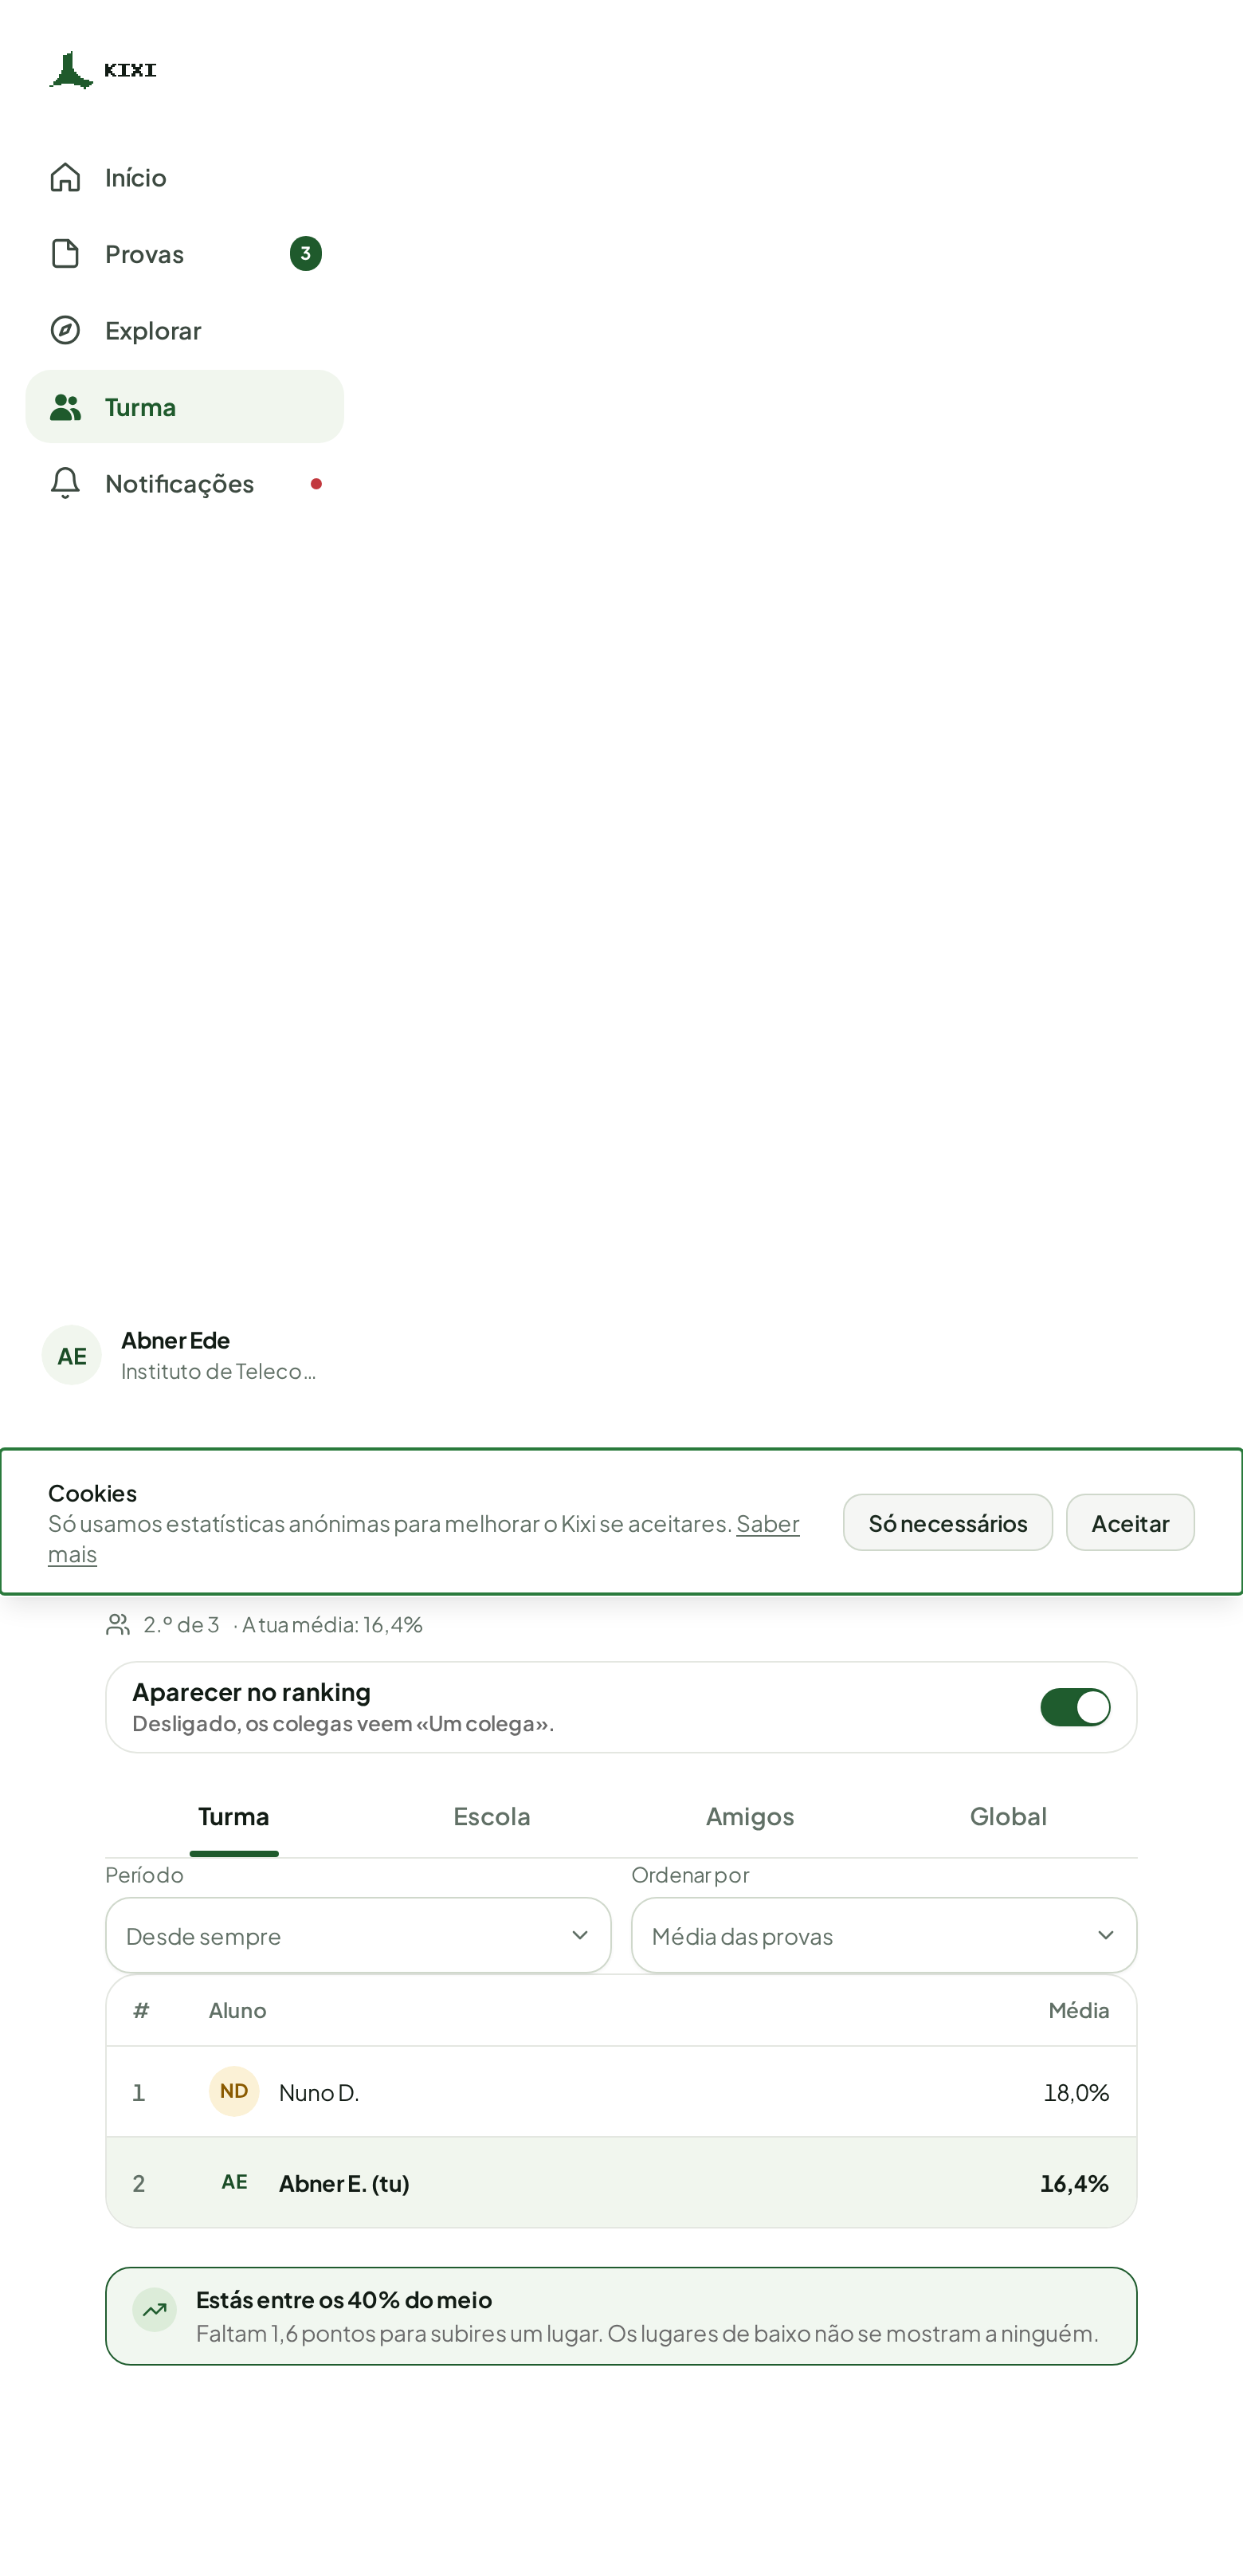 KIXI
Início
Provas 3
Explorar
Turma
Notificações
AE Abner Ede
Instituto de Teleco...
Cookies
Só usamos estatísticas anónimas para melhorar o Kixi se aceitares. Saber
mais
Só necessários Aceitar
2.º de 3 · A tua média: 16,4%
Aparecer no ranking
Desligado, os colegas veem «Um colega».
Turma Escola Amigos Global
Período Ordenar por
Desde sempre Média das provas
# Aluno Média
1 ND Nuno D. 18,0%
2 AE Abner E. (tu) 16,4%
Estás entre os 40% do meio
Faltam 1,6 pontos para subires um lugar. Os lugares de baixo não se mostram a ninguém.